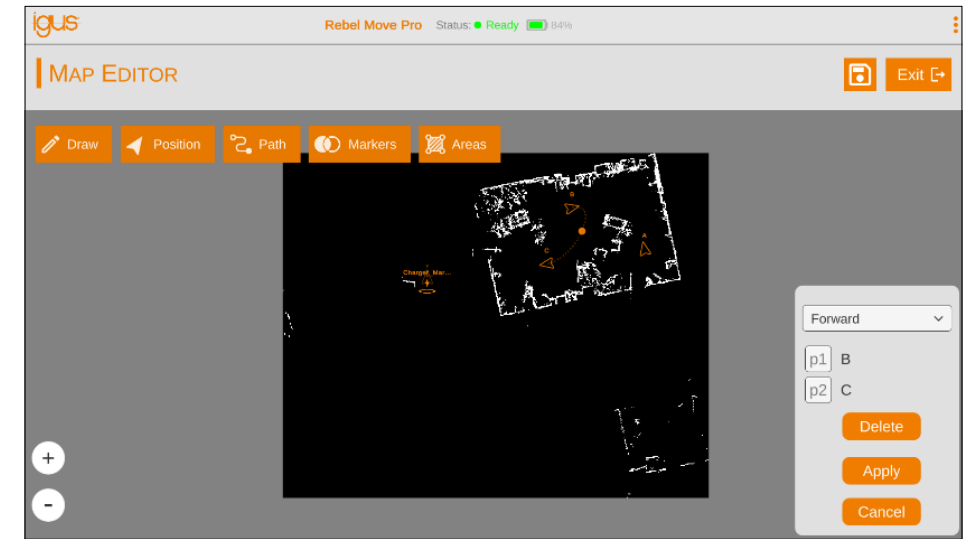 igus
Rebel Move Pro Status: Ready 84%
MAP EDITOR
Exit
Draw Position Path Markers Areas
B
A
C
Charger_Mar...
Forward
p1 B
p2 C
Delete
+
Apply
-
Cancel